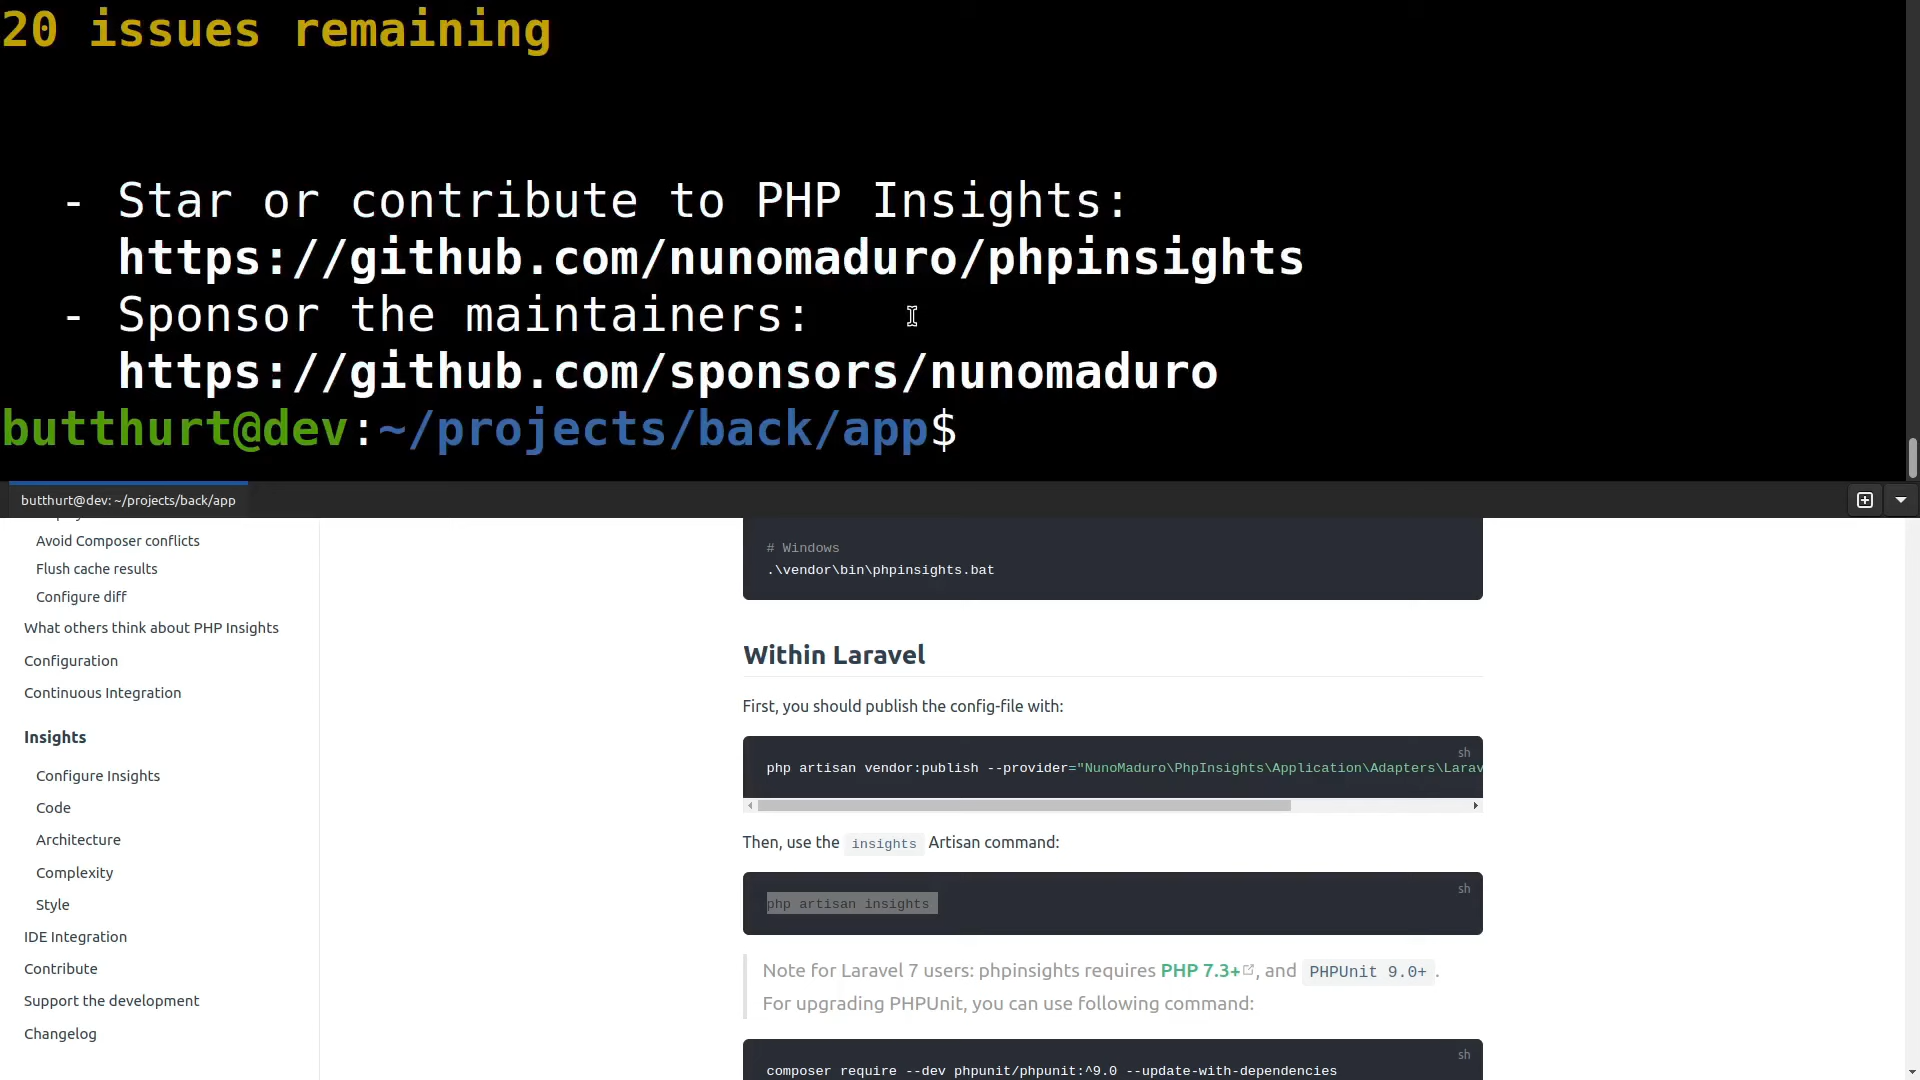 20 issues remaining
- Star or contribute to PHP Insights:
https://github.com/nunomaduro/phpinsights
- Sponsor the maintainers:
https://github.com/sponsors/nunomaduro
butthurt@dev:~/projects/back/app$
butthurt@dev: ~/projects/back/app
Avoid Composer conflicts
Flush cache results
Configure diff
What others think about PHP Insights
Configuration
Continuous Integration
Insights
Configure Insights
Code
Architecture
Complexity
Style
IDE Integration
Contribute
Support the development
Changelog
# Windows
.\vendor\bin\phpinsights.bat
Within Laravel
First, you should publish the config-file with:
sh
php artisan vendor:publish --provider="NunoMaduro\PhpInsights\Application\Adapters\Larav
Then, use the insights Artisan command:
sh
php artisan insights
Note for Laravel 7 users: phpinsights requires PHP 7.3+, and PHPUnit 9.0+.
For upgrading PHPUnit, you can use following command:
sh
composer require --dev phpunit/phpunit:^9.0 --update-with-dependencies